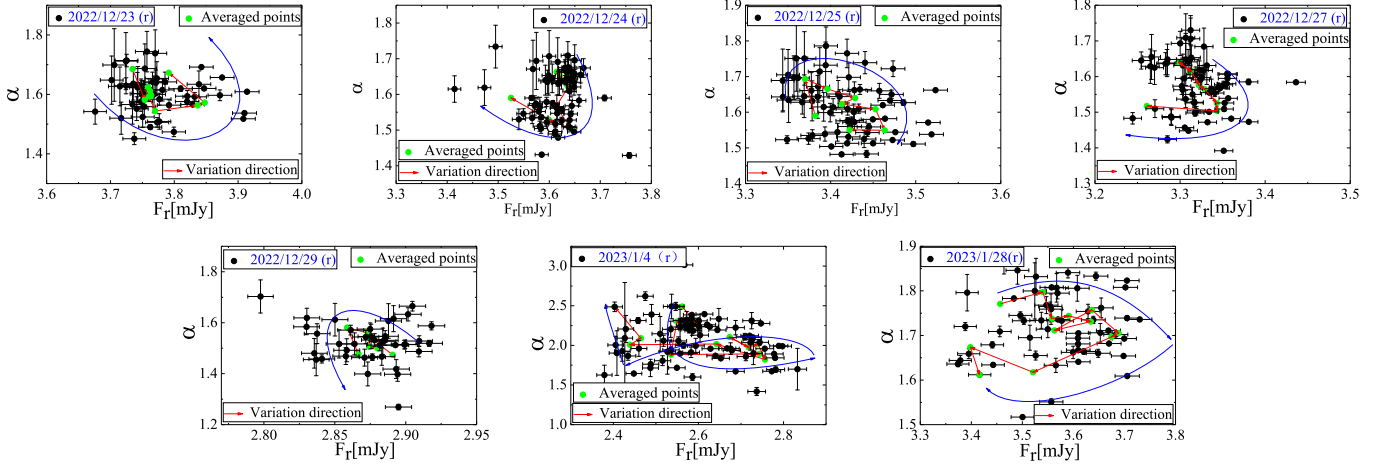 2022/12/23 (r) Averaged points
α
1.8
1.6
1.4
Variation direction
3.6 3.7 3.8 3.9 4.0
Fr[mJy]
2022/12/24 (r)
α
1.8
1.7
1.6
1.5
1.4
Averaged points
Variation direction
3.3 3.4 3.5 3.6 3.7 3.8
Fr[mJy]
2022/12/25 (r) Averaged points
α
1.9
1.8
1.7
1.6
1.5
1.4
Variation direction
3.3 3.4 3.5 3.6
Fr[mJy]
2022/12/27 (r)
Averaged points
α
1.8
1.7
1.6
1.5
1.4
1.3
Variation direction
3.2 3.3 3.4 3.5
Fr[mJy]
2022/12/29 (r) Averaged points
α
1.8
1.6
1.4
1.2
Variation direction
2.80 2.85 2.90 2.95
Fr[mJy]
2023/1/4 （r）
α
3.0
2.5
2.0
1.5
1.0
Averaged points
Variation direction
2.4 2.6 2.8
Fr[mJy]
2023/1/28(r) Averaged points
α
1.9
1.8
1.7
1.6
1.5
Variation direction
3.3 3.4 3.5 3.6 3.7 3.8
Fr[mJy]